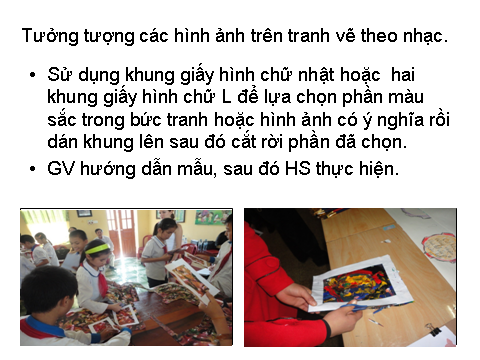 Tưởng tượng các hình ảnh trên tranh vẽ theo nhạc.
• Sử dụng khung giấy hình chữ nhật hoặc hai
khung giấy hình chữ L để lựa chọn phần màu
sắc trong bức tranh hoặc hình ảnh có ý nghĩa rồi
dán khung lên sau đó cắt rời phần đã chọn.
• GV hướng dẫn mẫu, sau đó HS thực hiện.